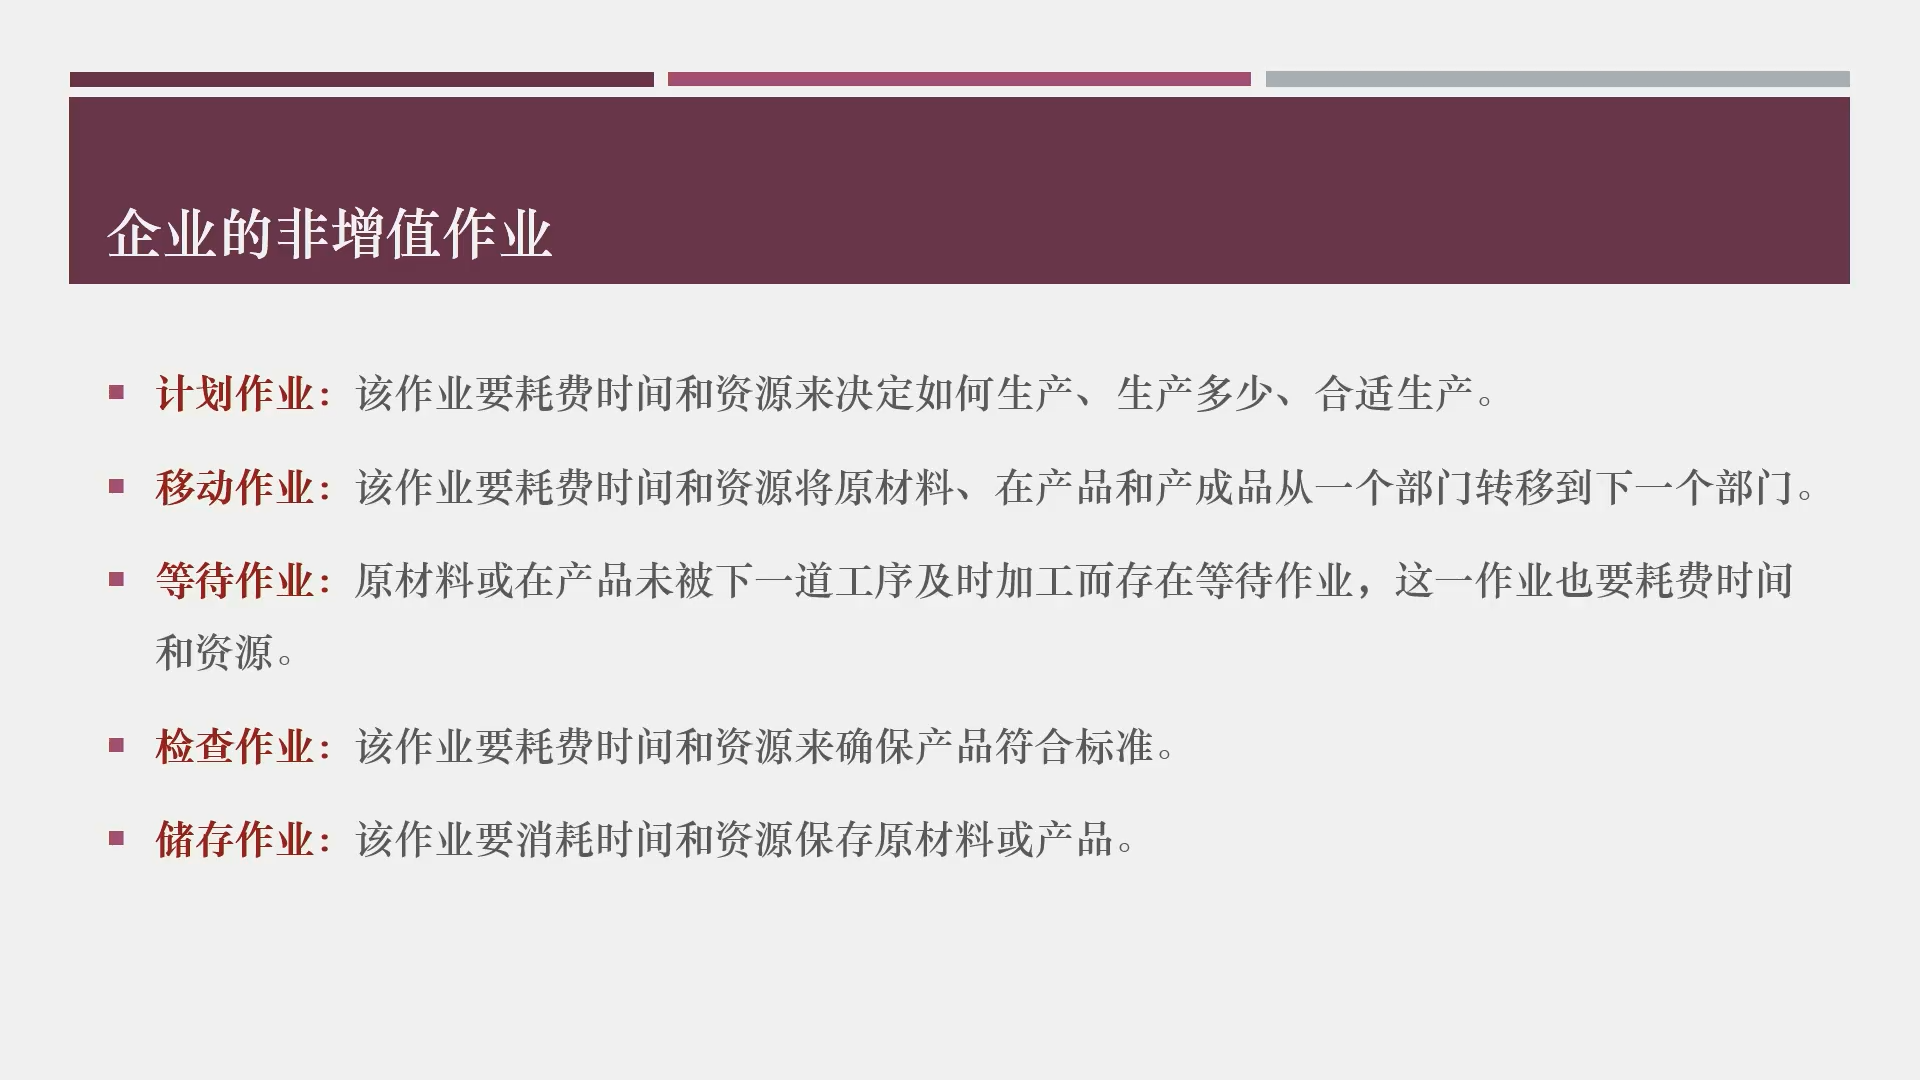 企业的非增值作业
计划作业：该作业要耗费时间和资源来决定如何生产、生产多少、合适生产。
移动作业：该作业要耗费时间和资源将原材料、在产品和产成品从一个部门转移到下一个部门。
等待作业：原材料或在产品未被下一道工序及时加工而存在等待作业，这一作业也要耗费时间
和资源。
检查作业：该作业要耗费时间和资源来确保产品符合标准。
储存作业：该作业要消耗时间和资源保存原材料或产品。